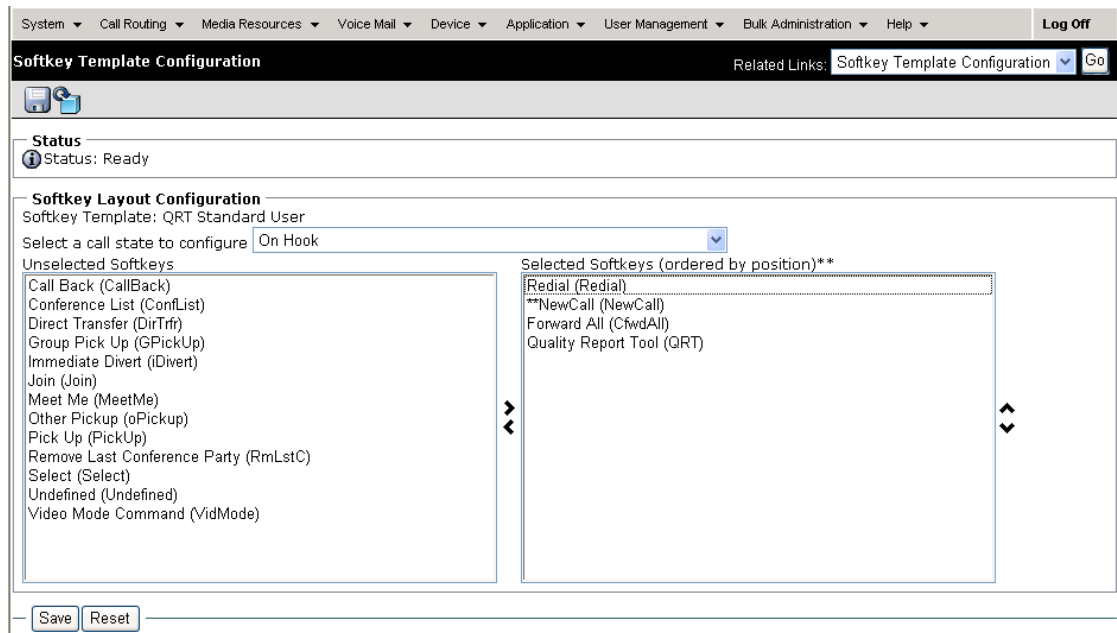 System Call Routing Media Resources Voice Mail Device Application User Management Bulk Administration Help Log Off
Softkey Template Configuration Related Links: Softkey Template Configuration Go
Status
Status: Ready
Softkey Layout Configuration
Softkey Template: QRT Standard User
Select a call state to configure On Hook
Unselected Softkeys
Call Back (CallBack)
Conference List (ConfList)
Direct Transfer (DirTrfr)
Group Pick Up (GPickUp)
Immediate Divert (iDivert)
Join (Join)
Meet Me (MeetMe)
Other Pickup (oPickup)
Pick Up (PickUp)
Remove Last Conference Party (RmLstC)
Select (Select)
Undefined (Undefined)
Video Mode Command (VidMode)
Selected Softkeys (ordered by position)**
Redial (Redial)
**NewCall (NewCall)
Forward All (CfwdAll)
Quality Report Tool (QRT)
Save Reset